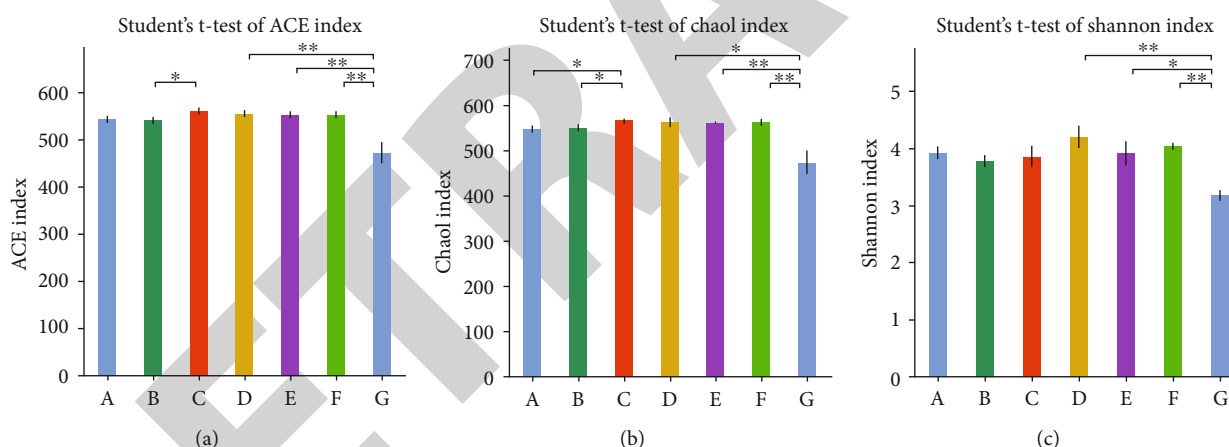 Student's t-test of ACE index
ACE index
600
500
400
300
200
100
0
**
**
**
*
A B C D E F G
(a)
Student's t-test of chaol index
Chaol index
700
600
500
400
300
200
100
0
*
*
*
**
**
A B C D E F G
(b)
Student's t-test of shannon index
Shannon index
5
4
3
2
1
0
**
*
**
A B C D E F G
(c)
ETRA